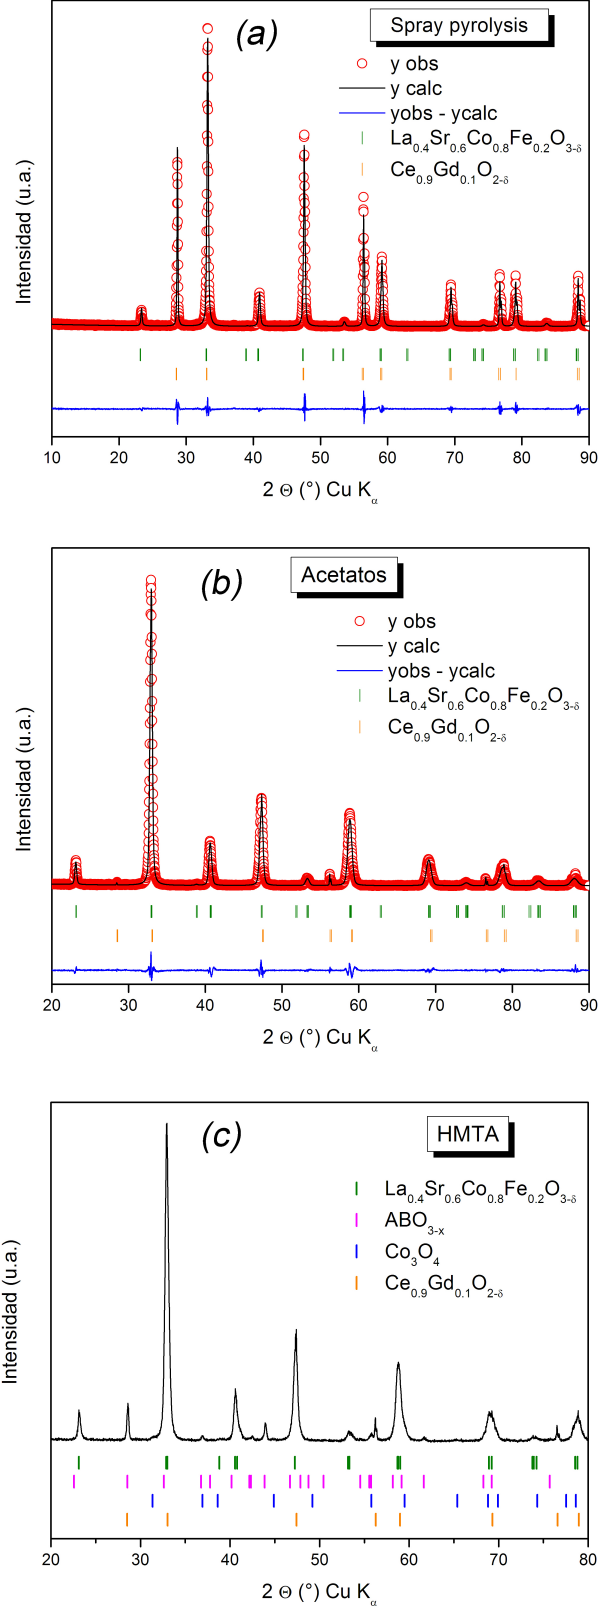 (a)
Spray pyrolysis
y obs
y calc
yobs - ycalc
La0.4Sr0.6Co0.8Fe0.2O3-δ
Ce0.9Gd0.1O2-δ
Intensidad (u.a.)
10 20 30 40 50 60 70 80 90
2 Θ (°) Cu Kα
(b)
Acetatos
y obs
y calc
yobs - ycalc
La0.4Sr0.6Co0.8Fe0.2O3-δ
Ce0.9Gd0.1O2-δ
Intensidad (u.a.)
20 30 40 50 60 70 80 90
2 Θ (°) Cu Kα
(c)
HMTA
La0.4Sr0.6Co0.8Fe0.2O3-δ
ABO3-x
Co3O4
Ce0.9Gd0.1O2-δ
Intensidad (u.a.)
20 30 40 50 60 70 80
2 Θ (°) Cu Kα